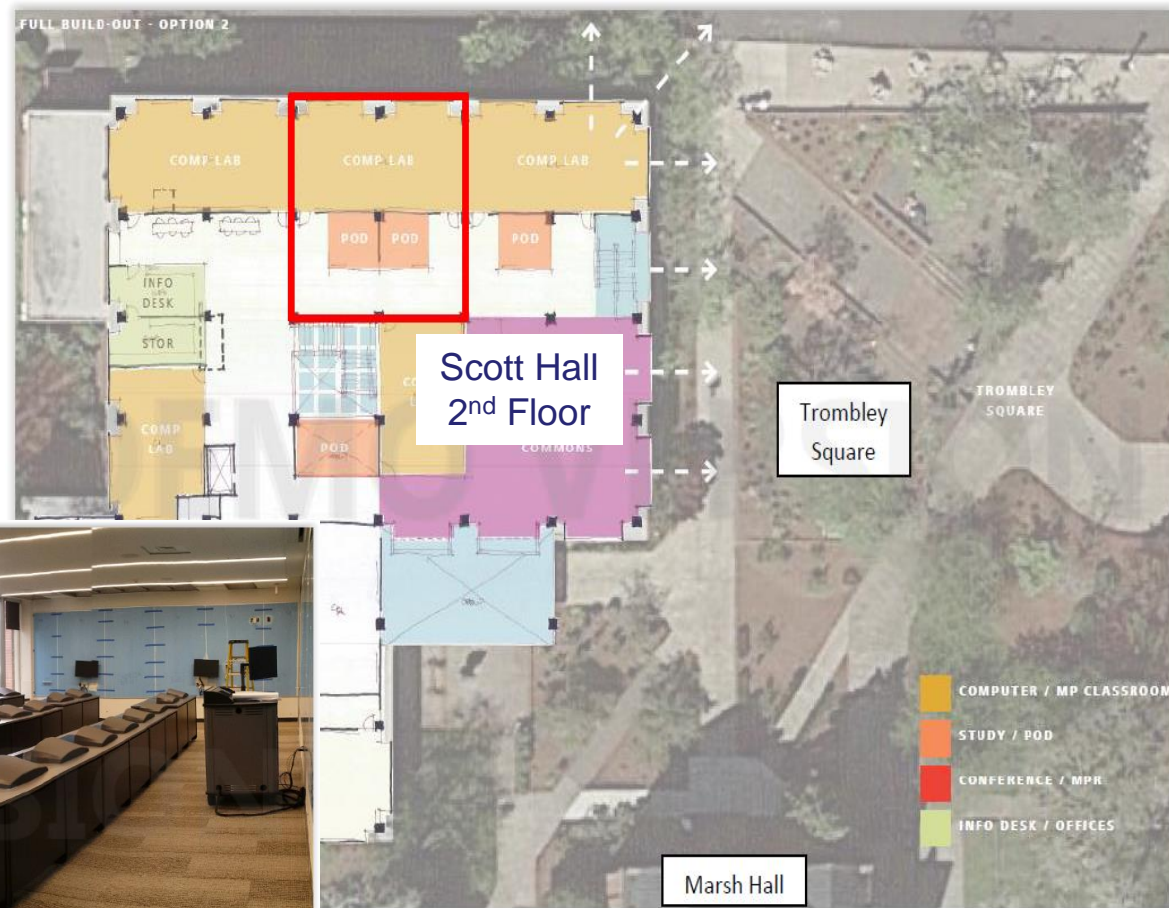 FULL BUILD-OUT - OPTION 2
COMP LAB
COMP LAB
COMP LAB
POD
POD
POD
INFO
DESK
STOR
Scott Hall
2nd Floor
COMP
LAB
POD
COMMONS
Trombley
Square
TROMBLEY
SQUARE
COMPUTER / MP CLASSROOM
STUDY / POD
CONFERENCE / MPR
INFO DESK / OFFICES
Marsh Hall